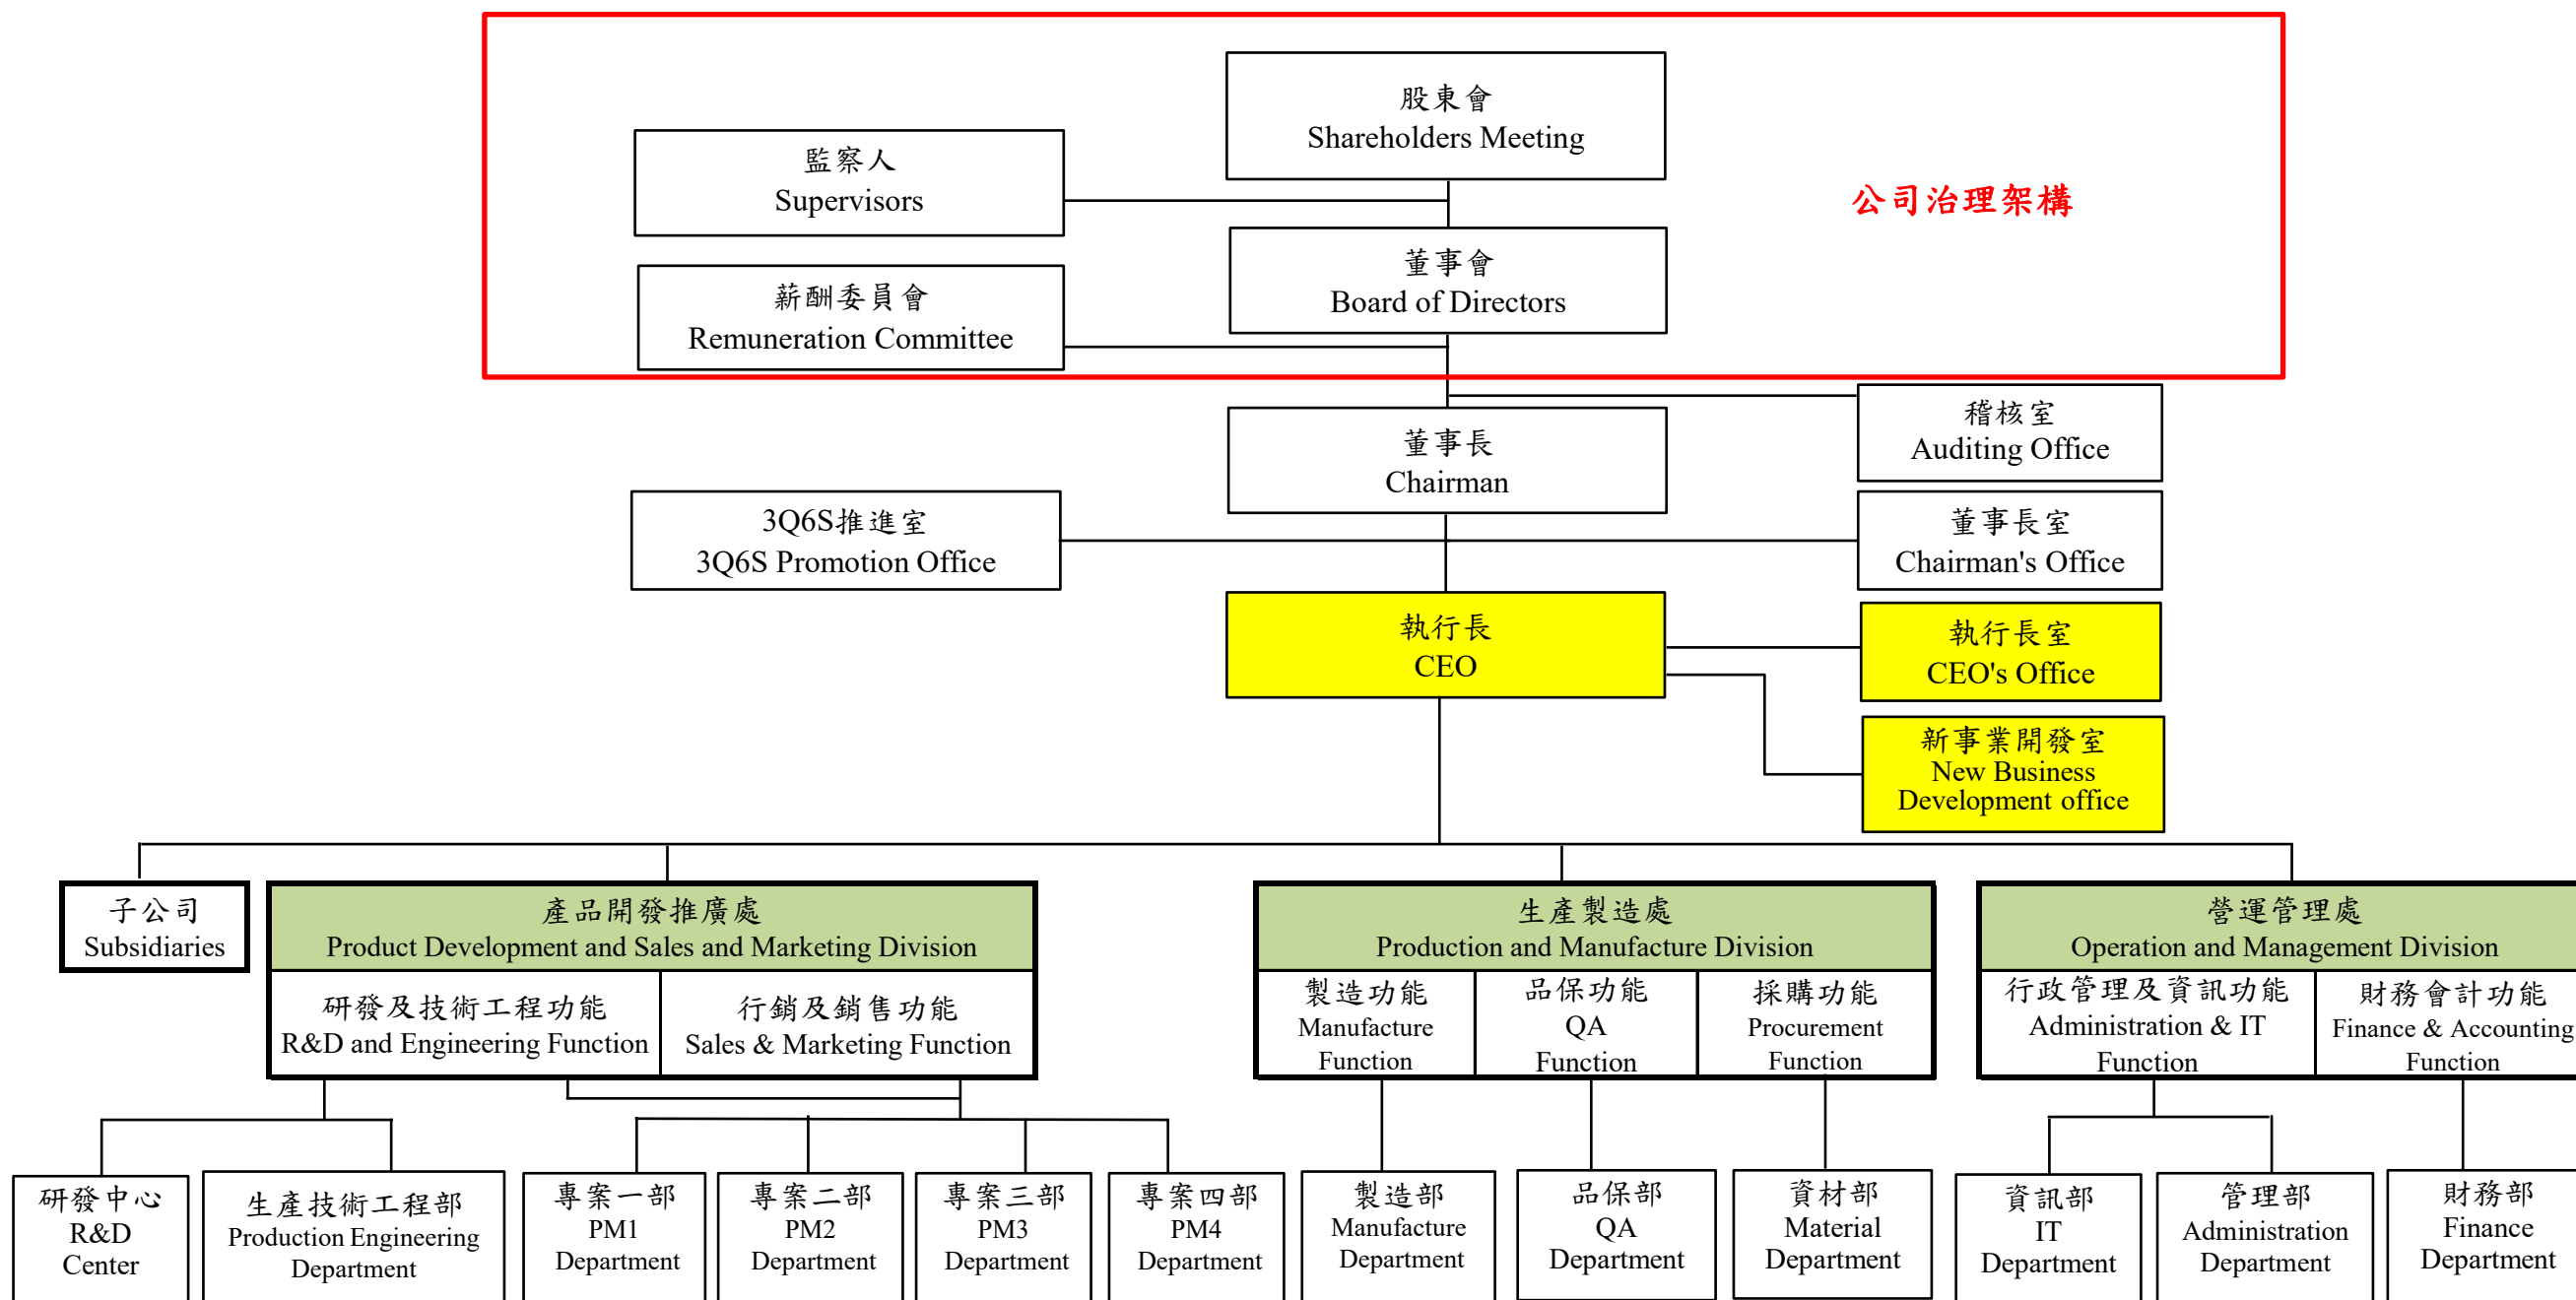 股東會
Shareholders Meeting
監察人
Supervisors
公司治理架構
董事會
Board of Directors
薪酬委員會
Remuneration Committee
稽核室
Auditing Office
董事長
Chairman
3Q6S推進室
3Q6S Promotion Office
董事長室
Chairman's Office
執行長
CEO
執行長室
CEO's Office
新事業開發室
New Business
Development office
子公司
Subsidiaries
產品開發推廣處
Product Development and Sales and Marketing Division
研發及技術工程功能
R&D and Engineering Function
行銷及銷售功能
Sales & Marketing Function
生產製造處
Production and Manufacture Division
製造功能
Manufacture
Function
品保功能
QA
Function
採購功能
Procurement
Function
營運管理處
Operation and Management Division
行政管理及資訊功能
Administration & IT
Function
財務會計功能
Finance & Accounting
Function
研發中心
R&D
Center
生產技術工程部
Production Engineering
Department
專案一部
PM1
Department
專案二部
PM2
Department
專案三部
PM3
Department
專案四部
PM4
Department
製造部
Manufacture
Department
品保部
QA
Department
資材部
Material
Department
資訊部
IT
Department
管理部
Administration
Department
財務部
Finance
Department